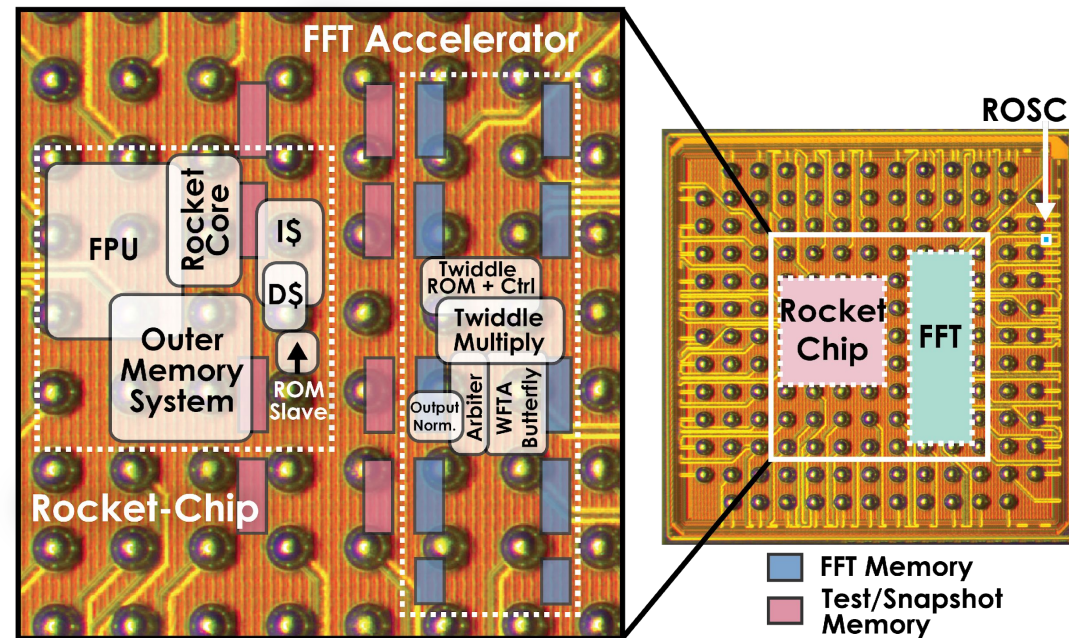 FFT Accelerator
Rocket
Core
FPU
I$
D$
Outer
Memory
System
ROM
Slave
Rocket-Chip
Twiddle
ROM + Ctrl
Twiddle
Multiply
Output
Norm.
Arbiter
WFTA
Butterfly
ROSC
Rocket
Chip
FFT
FFT Memory
Test/Snapshot
Memory